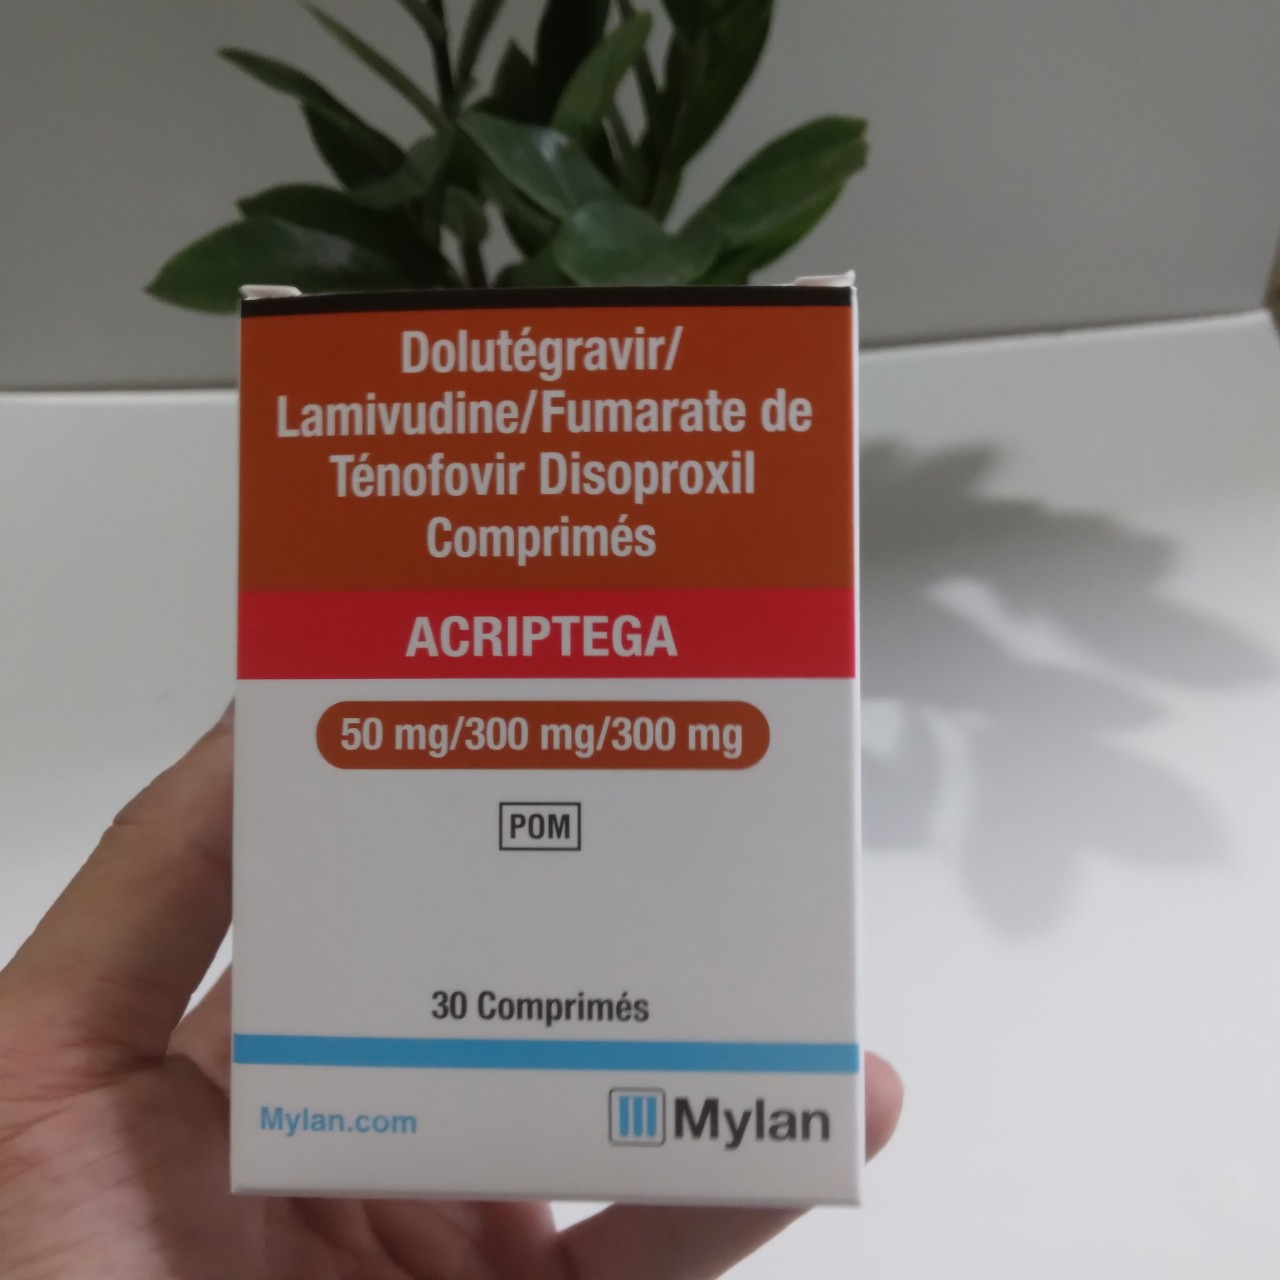 Dolutégravir/
Lamivudine/Fumarate de
Ténofovir Disoproxil
Comprimés
ACRIPTEGA
50 mg/300 mg/300 mg
POM
30 Comprimés
Mylan.com
Mylan